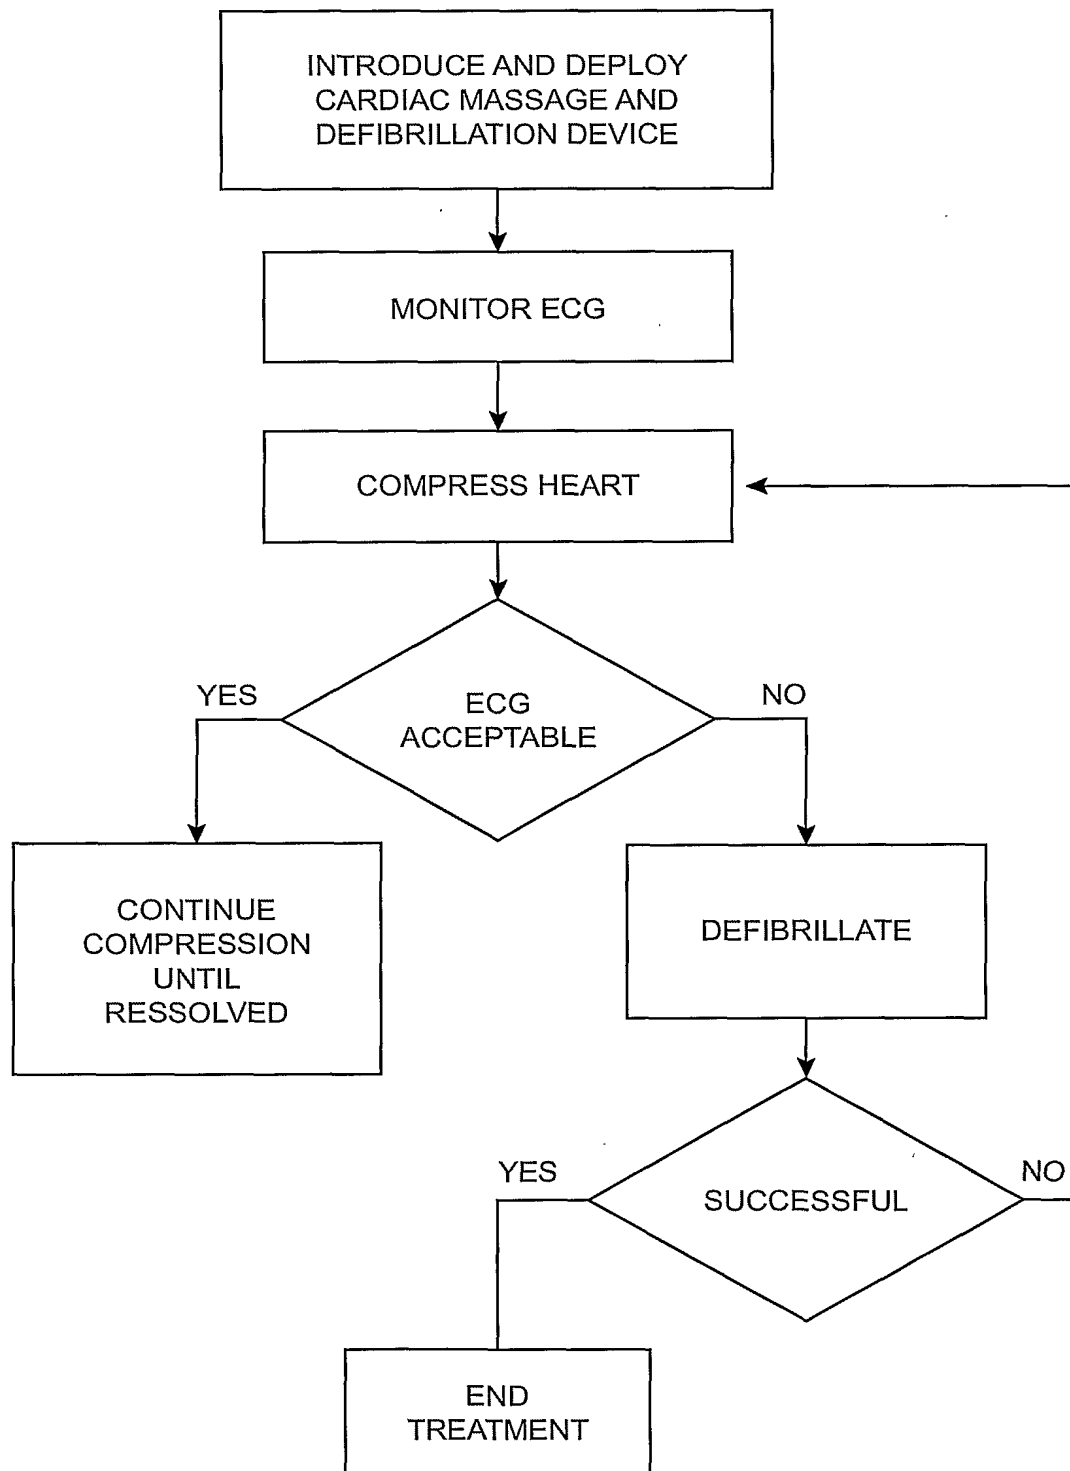 INTRODUCE AND DEPLOY
CARDIAC MASSAGE AND
DEFIBRILLATION DEVICE
MONITOR ECG
COMPRESS HEART
YES
ECG
ACCEPTABLE
NO
CONTINUE
COMPRESSION
UNTIL
RESSOLVED
DEFIBRILLATE
YES
SUCCESSFUL
NO
END
TREATMENT